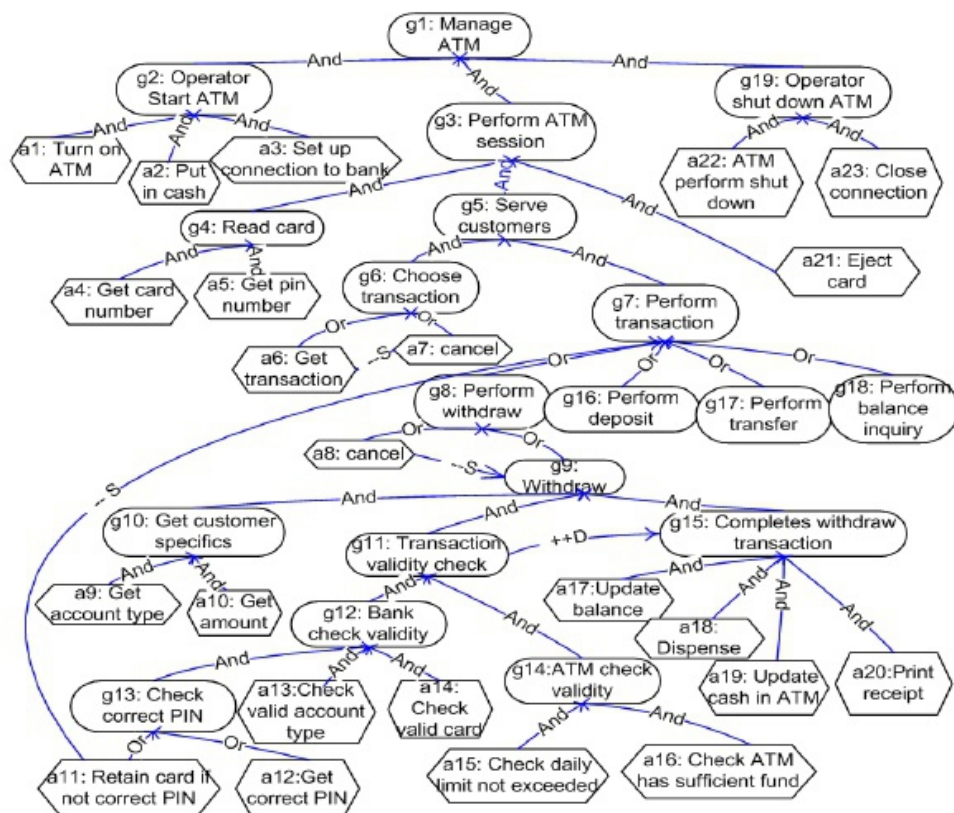 g1: Manage
ATM
And
And
And
g2: Operator
Start ATM
g19: Operator
shut down ATM
And
And
And
g3: Perform ATM
session
And
And
a1: Turn on
ATM
a2: Put
in cash
a3: Set up
connection to bank
a22: ATM
perform shut
down
a23: Close
connection
And
And
And
g4: Read card
g5: Serve
customers
And
And
And
And
a21: Eject
card
a4: Get card
number
a5: Get pin
number
g6: Choose
transaction
g7: Perform
transaction
Or
Or
a6: Get
transaction
--S
a7: cancel
Or
Or
Or
Or
Or
g8: Perform
withdraw
g16: Perform
deposit
g17: Perform
transfer
g18: Perform
balance
inquiry
Or
Or
a8: cancel
--S
g9:
Withdraw
-- S
And
And
And
g10: Get customer
specifics
g11: Transaction
validity check
++D
g15: Completes withdraw
transaction
And
And
a9: Get
account type
a10: Get
amount
And
And
And
And
And
And
a17:Update
balance
a18:
Dispense
a19: Update
cash in ATM
a20:Print
receipt
g12: Bank
check validity
And
And
And
g13: Check
correct PIN
a13:Check
valid account
type
a14:
Check
valid card
g14:ATM check
validity
Or
Or
And
And
a11: Retain card if
not correct PIN
a12:Get
correct PIN
a15: Check daily
limit not exceeded
a16: Check ATM
has sufficient fund